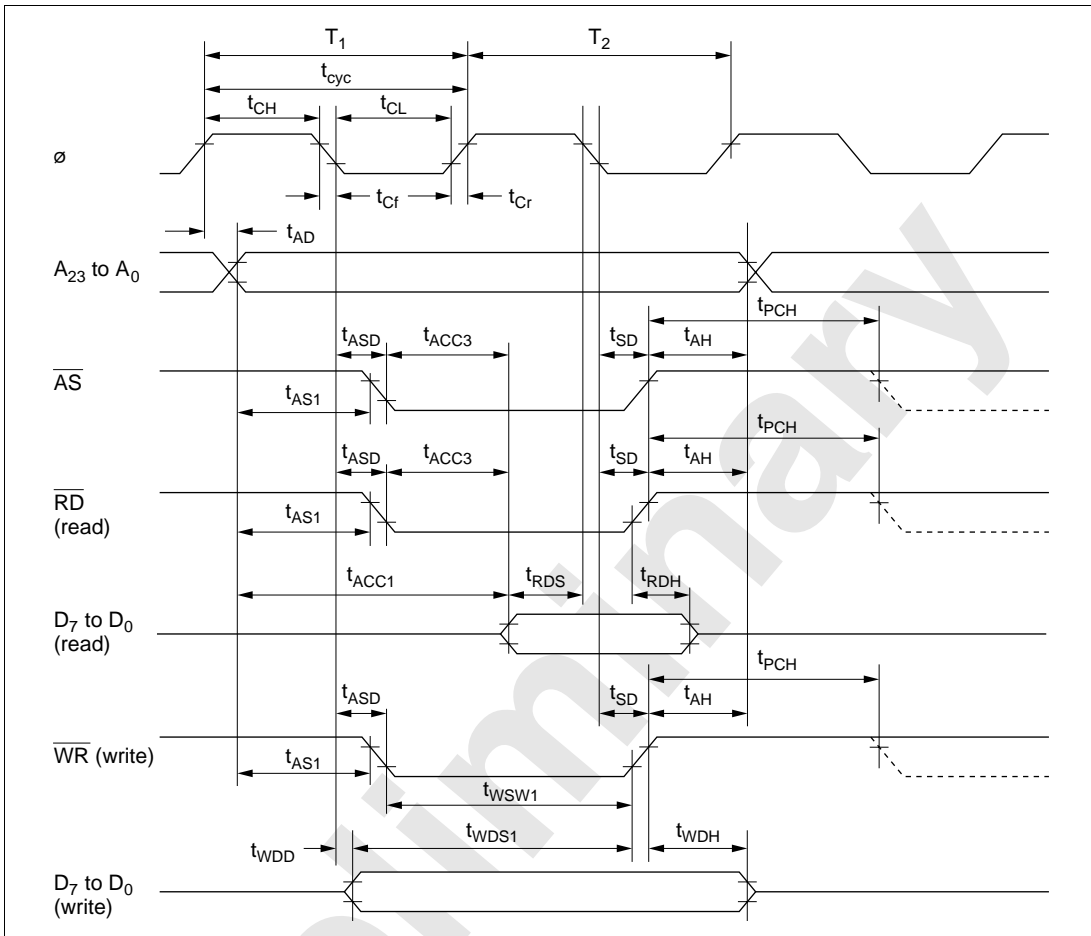 T1 T2
tcyc
tCH tCL
ø
tCf tCr
tAD
A23 to A0
tPCH
tASD tACC3 tSD tAH
AS
tAS1
tPCH
tASD tACC3 tSD tAH
RD
(read)
tAS1
tACC1 tRDS tRDH
D7 to D0
(read)
tPCH
tASD tSD tAH
WR (write)
tAS1
tWSW1
tWDS1 tWDH
tWDD
D7 to D0
(write)
liminary